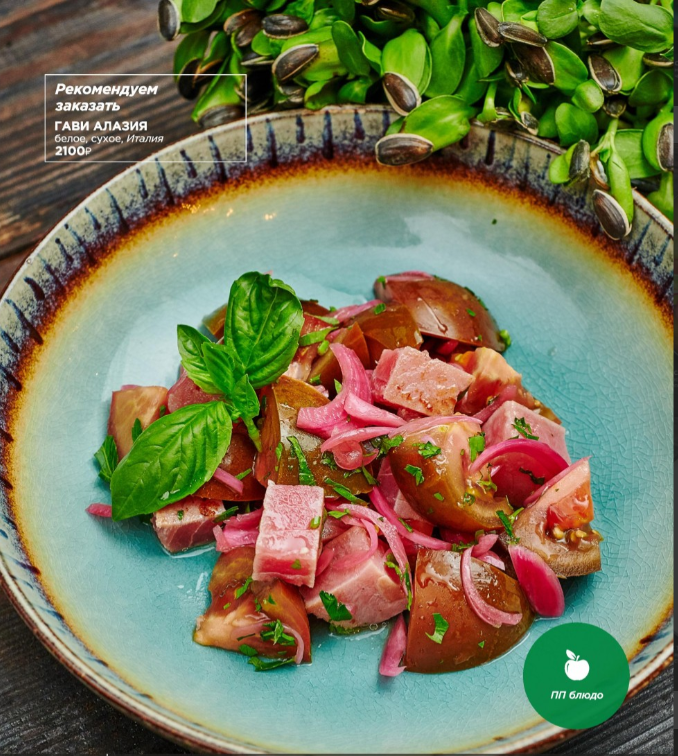 Рекомендуем
заказать
ГАВИ АЛАЗИЯ
белое, сухое, Италия
2100₽
ПП блюдо